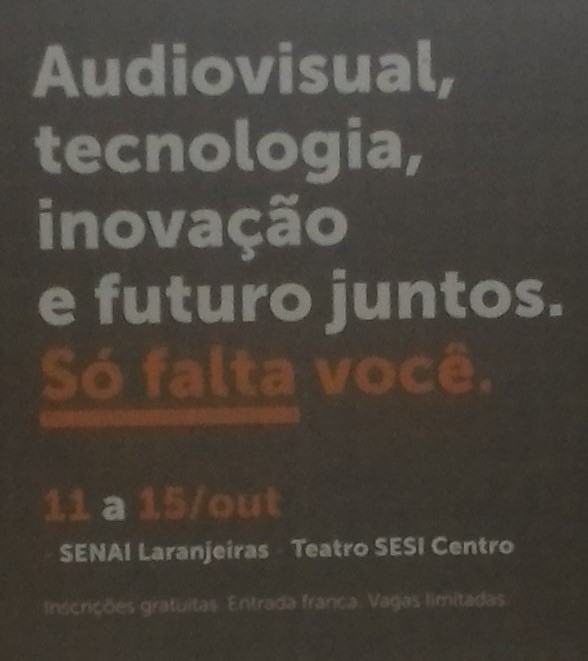 Audiovisual,
tecnologia,
inovação
e futuro juntos.
Só falta você.
11 a 15/out
SENAI Laranjeiras · Teatro SESI Centro
Inscrições gratuitas. Entrada franca. Vagas limitadas.